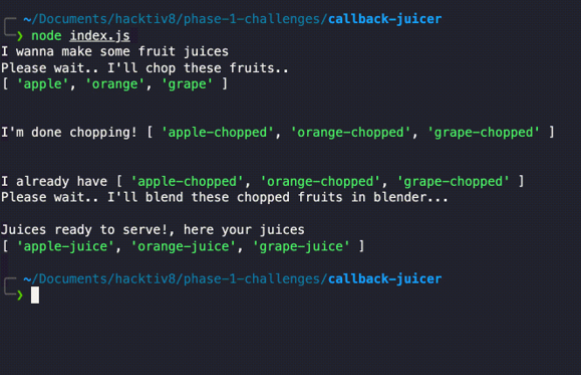 ~/Documents/hacktiv8/phase-1-challenges/callback-juicer
❯ node index.js
I wanna make some fruit juices
Please wait.. I'll chop these fruits..
[ 'apple', 'orange', 'grape' ]
I'm done chopping! [ 'apple-chopped', 'orange-chopped', 'grape-chopped' ]
I already have [ 'apple-chopped', 'orange-chopped', 'grape-chopped' ]
Please wait.. I'll blend these chopped fruits in blender...
Juices ready to serve!, here your juices
[ 'apple-juice', 'orange-juice', 'grape-juice' ]
~/Documents/hacktiv8/phase-1-challenges/callback-juicer
❯